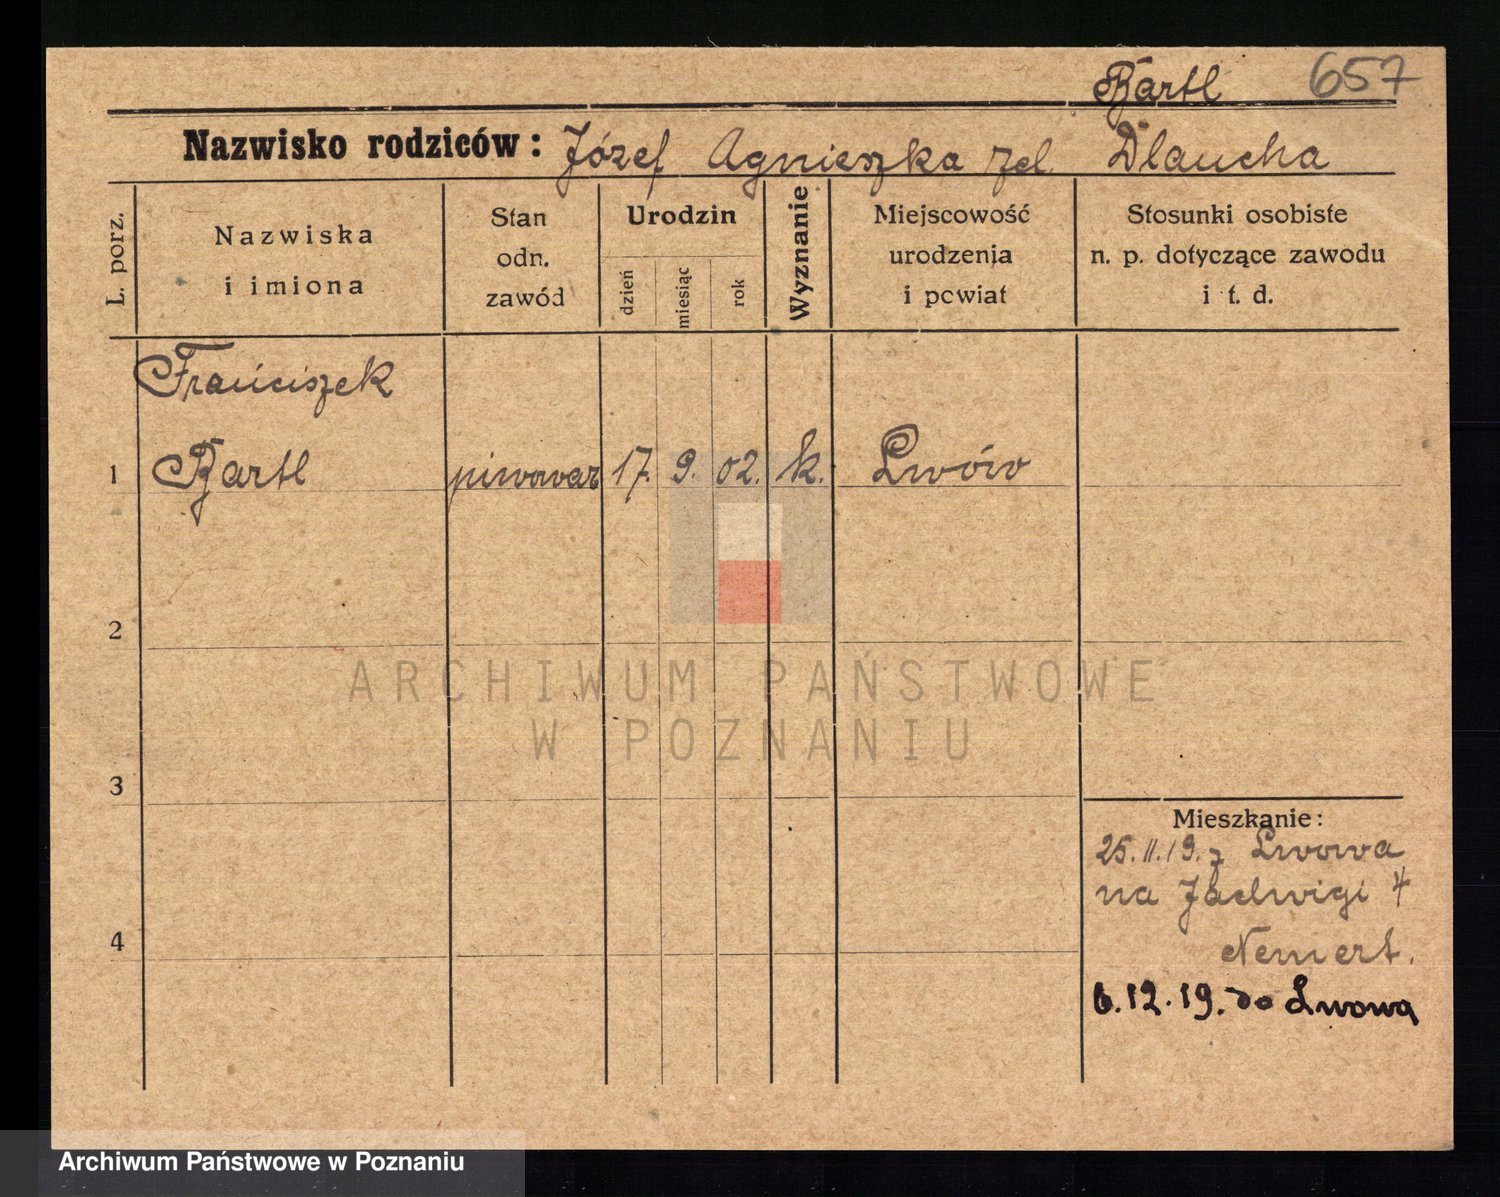 Bartl 657
Nazwisko rodziców: Józef Agnieszka zd. Dlaucha
L. porz.
Nazwiska
i imiona
Stan
odn.
zawód
Urodzin
dzień
miesiąc
rok
Wyznanie
Miejscowość
urodzenia
i powiat
Stosunki osobiste
n. p. dotyczące zawodu
i t. d.
Franciszek
1 Bartl piwowar 17. 9. 02. k. Lwów
2
ARCHIWUM PAŃSTWOWE
W POZNANIU
3
Mieszkanie:
25.11.19. z Lwowa
na Jadwigi 4
4
Nemert.
6.12.19. do Lwowa
Archiwum Państwowe w Poznaniu